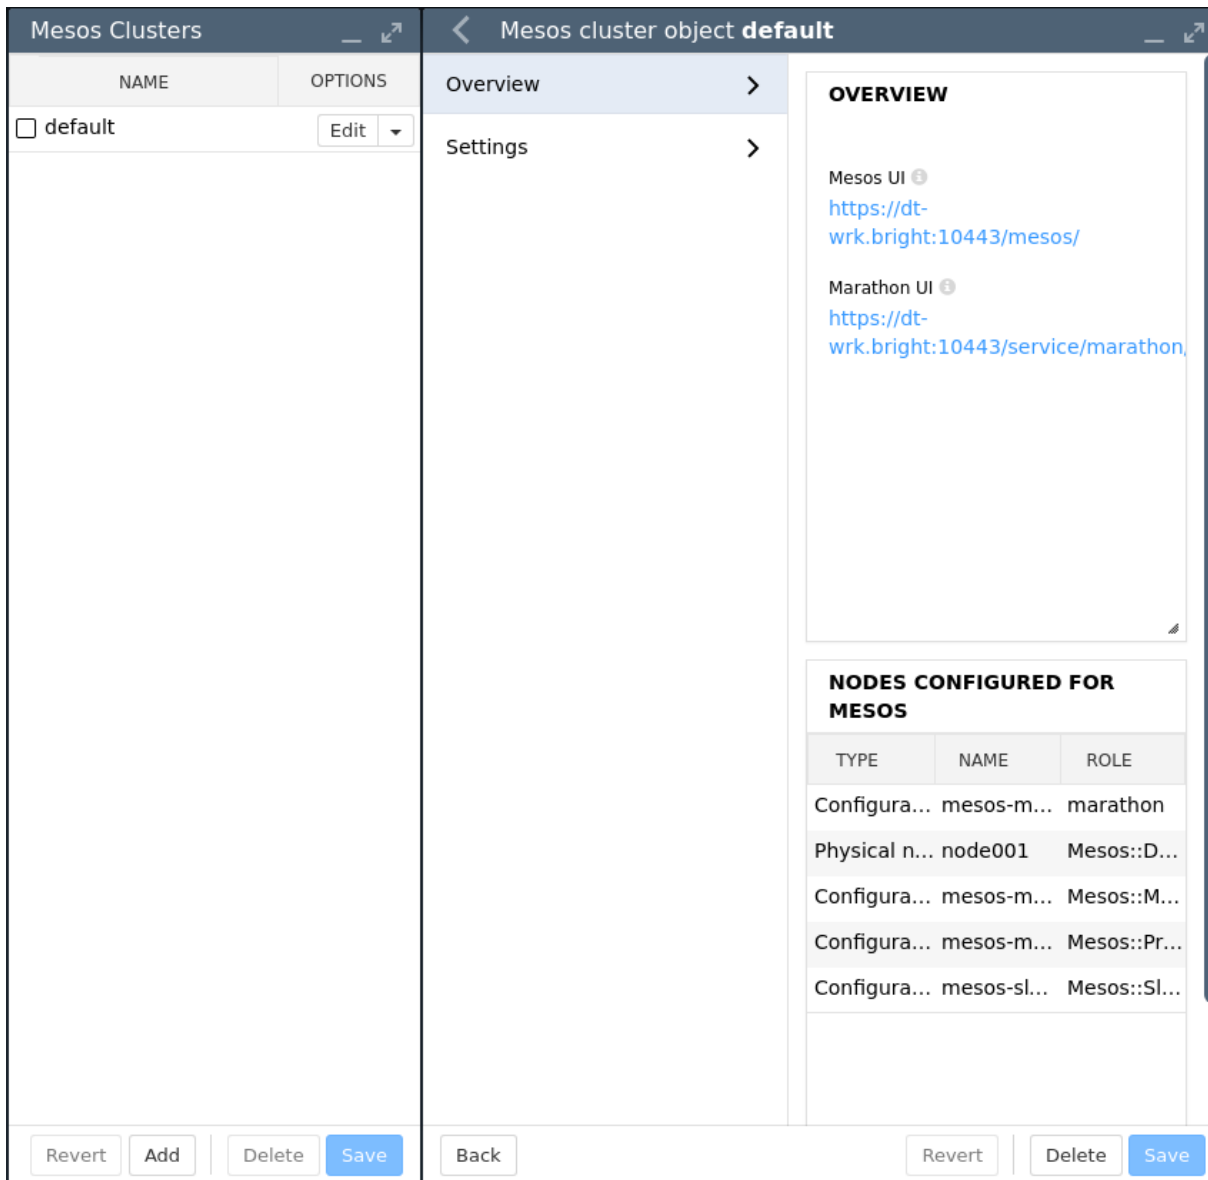 Mesos Clusters
NAME OPTIONS
default Edit
Revert Add Delete Save
Mesos cluster object default
Overview
Settings
OVERVIEW
Mesos UI
https://dt-
wrk.bright:10443/mesos/
Marathon UI
https://dt-
wrk.bright:10443/service/marathon/
NODES CONFIGURED FOR
MESOS
TYPE NAME ROLE
Configura... mesos-m... marathon
Physical n... node001 Mesos::D...
Configura... mesos-m... Mesos::M...
Configura... mesos-m... Mesos::Pr...
Configura... mesos-sl... Mesos::Sl...
Back Revert Delete Save